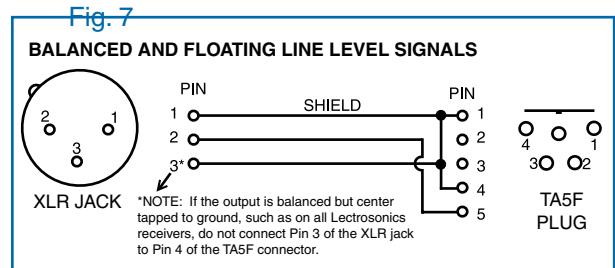 Fig. 7
BALANCED AND FLOATING LINE LEVEL SIGNALS
PIN
PIN
SHIELD
1
2
3*
1
2
3
4
5
2
1
3
XLR JACK
4
1
3
2
TA5F
PLUG
*NOTE: If the output is balanced but center
tapped to ground, such as on all Lectrosonics
receivers, do not connect Pin 3 of the XLR jack
to Pin 4 of the TA5F connector.